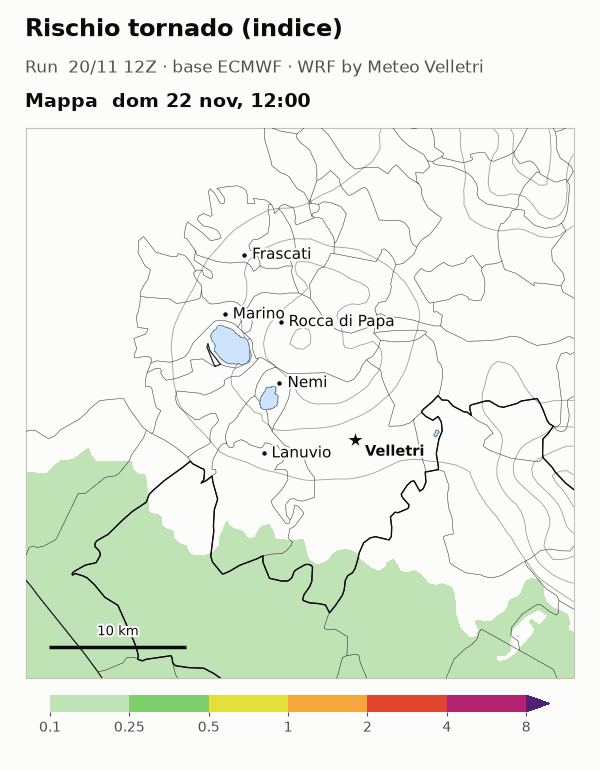 Rischio tornado (indice)
Run  20/11 12Z · base ECMWF · WRF by Meteo Velletri
Mappa  dom 22 nov, 12:00
Frascati
Marino
Rocca di Papa
Nemi
Velletri
Lanuvio
10 km
0.1 0.25 0.5 1 2 4 8